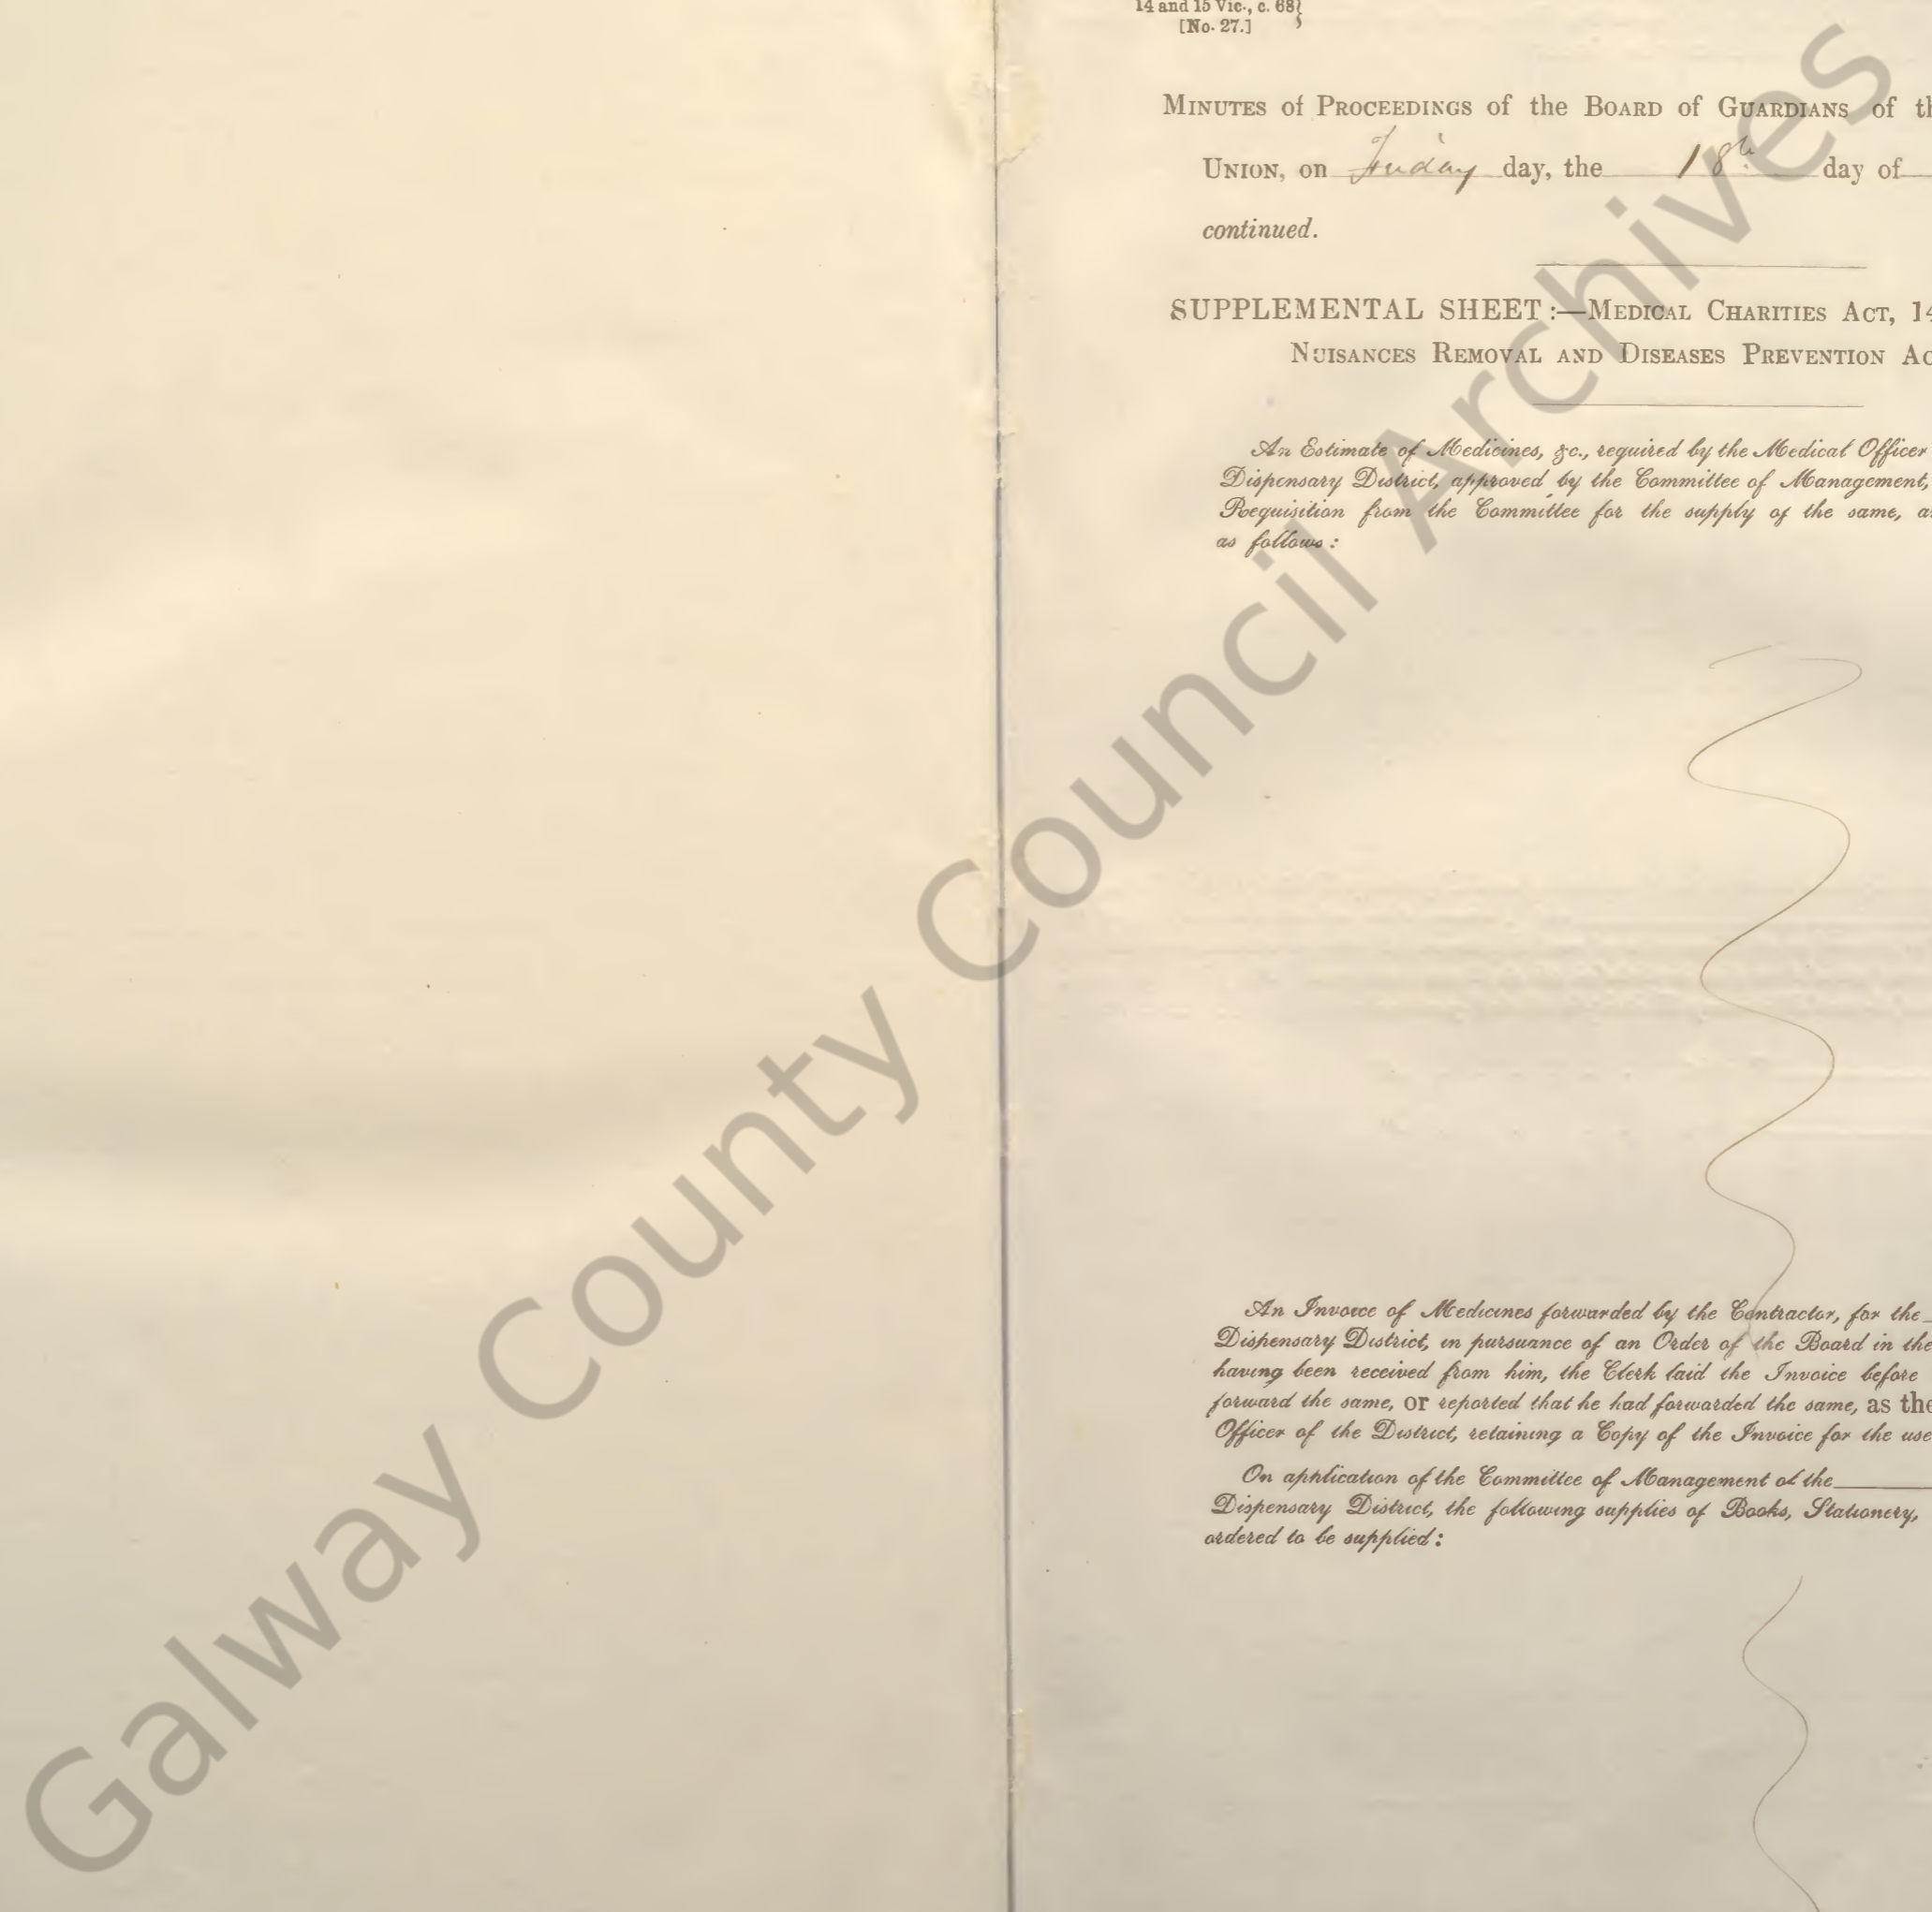 14 and 15 Vic., c. 68}
[No. 27.]
MINUTES of PROCEEDINGS of the BOARD of GUARDIANS of th
UNION, on Friday day, the 18th day of
continued.
SUPPLEMENTAL SHEET:—MEDICAL CHARITIES ACT, 14
NUISANCES REMOVAL AND DISEASES PREVENTION AC
An Estimate of Medicines, &c., required by the Medical Officer
Dispensary District, approved by the Committee of Management,
Requisition from the Committee for the supply of the same, a
as follows:
An Invoice of Medicines forwarded by the Contractor, for the
Dispensary District, in pursuance of an Order of the Board in the
having been received from him, the Clerk laid the Invoice before
forward the same, or reported that he had forwarded the same, as the
Officer of the District, retaining a Copy of the Invoice for the use
On application of the Committee of Management of the
Dispensary District, the following supplies of Books, Stationery,
ordered to be supplied:
Galway County Council Archives